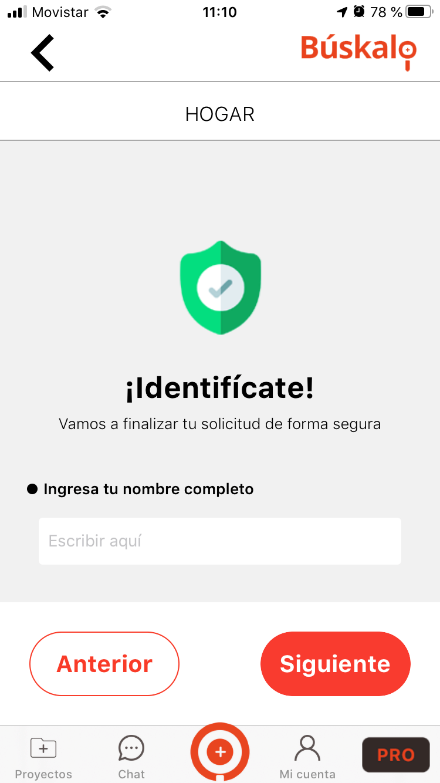 Movistar 11:10 78 %
Búskalo
HOGAR
¡Identifícate!
Vamos a finalizar tu solicitud de forma segura
Ingresa tu nombre completo
Escribir aquí
Anterior Siguiente
Proyectos Chat Mi cuenta PRO